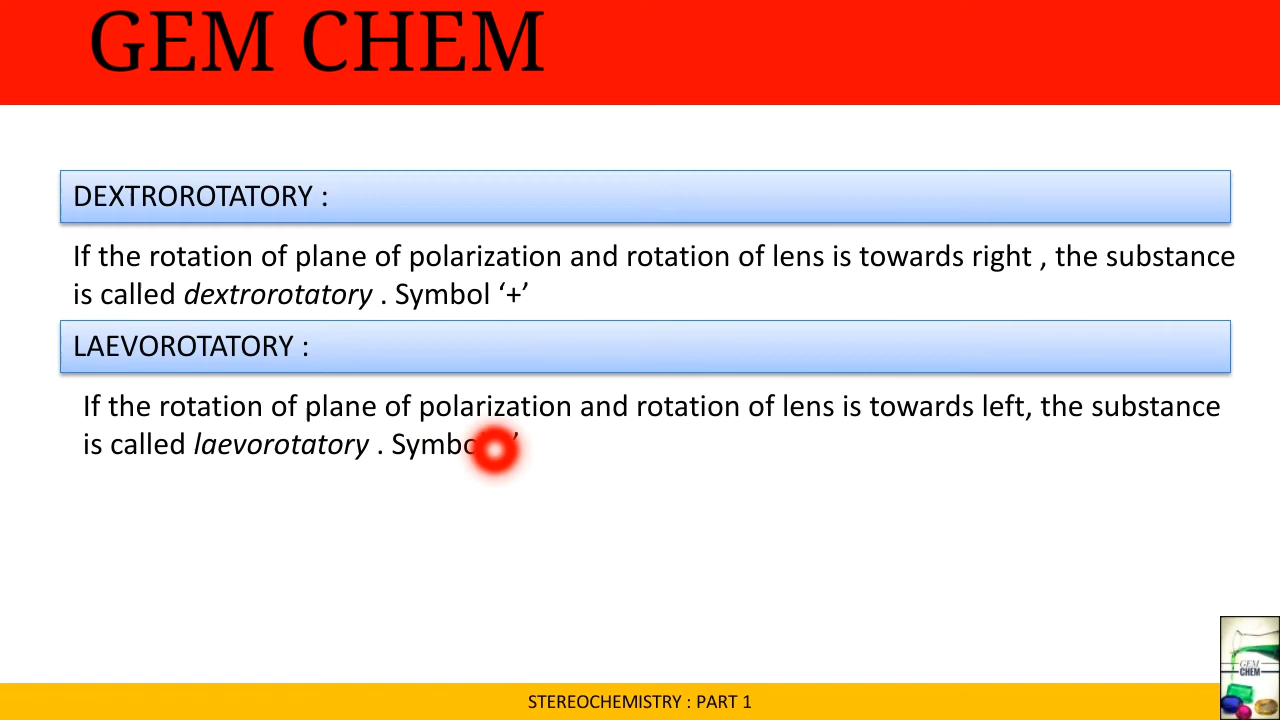 GEM CHEM
DEXTROROTATORY :
If the rotation of plane of polarization and rotation of lens is towards right , the substance
is called dextrorotatory . Symbol ‘+’
LAEVOROTATORY :
If the rotation of plane of polarization and rotation of lens is towards left, the substance
is called laevorotatory .
GEM
CHEM
STEREOCHEMISTRY : PART 1